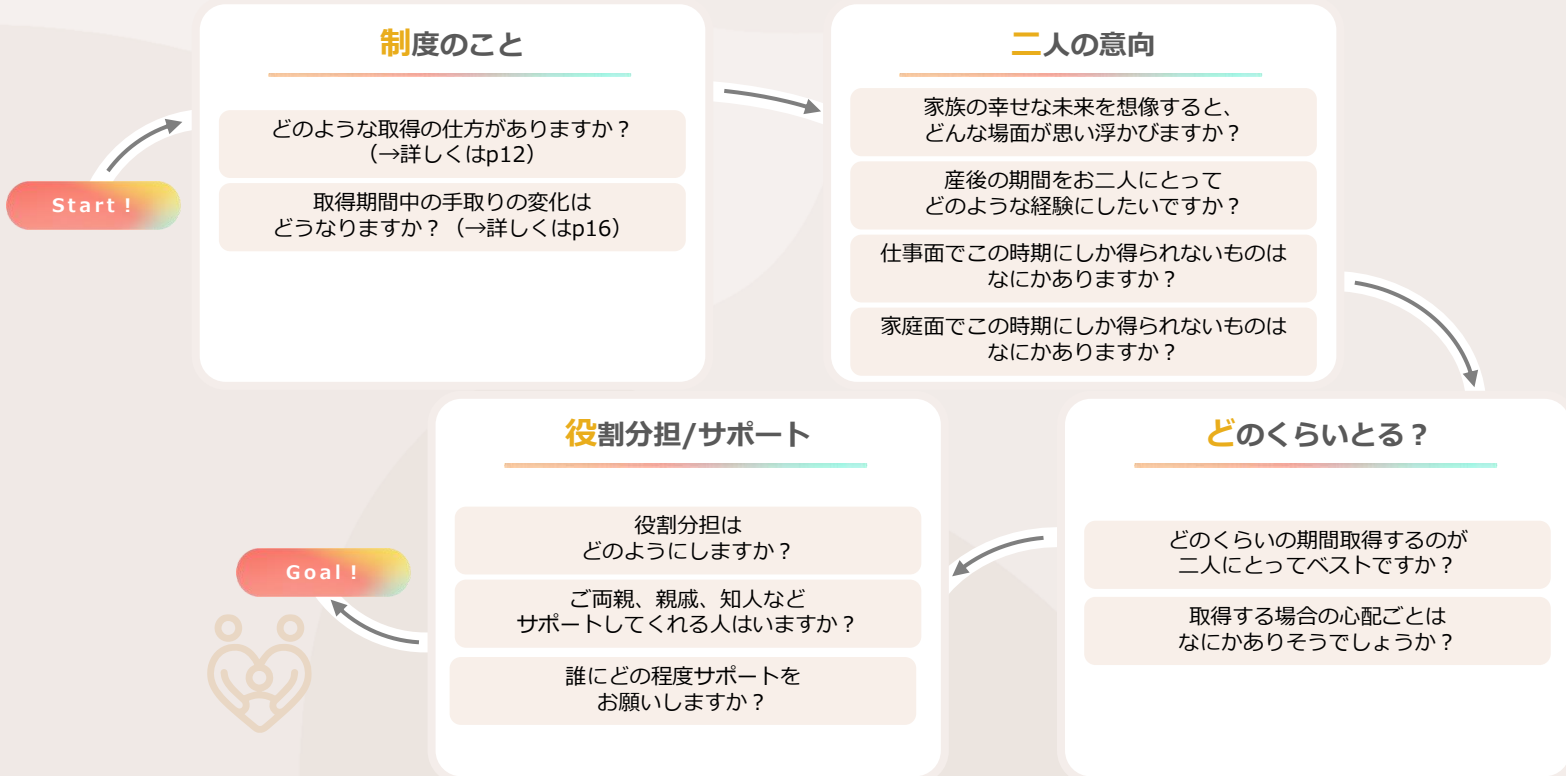 Start！
制度のこと
どのような取得の仕方がありますか？
（→詳しくはp12）
取得期間中の手取りの変化は
どうなりますか？（→詳しくはp16）
二人の意向
家族の幸せな未来を想像すると、
どんな場面が思い浮かびますか？
産後の期間をお二人にとって
どのような経験にしたいですか？
仕事面でこの時期にしか得られないものは
なにかありますか？
家庭面でこの時期にしか得られないものは
なにかありますか？
どのくらいとる？
どのくらいの期間取得するのが
二人にとってベストですか？
取得する場合の心配ごとは
なにかありそうでしょうか？
役割分担/サポート
役割分担は
どのようにしますか？
ご両親、親戚、知人など
サポートしてくれる人はいますか？
誰にどの程度サポートを
お願いしますか？
Goal！